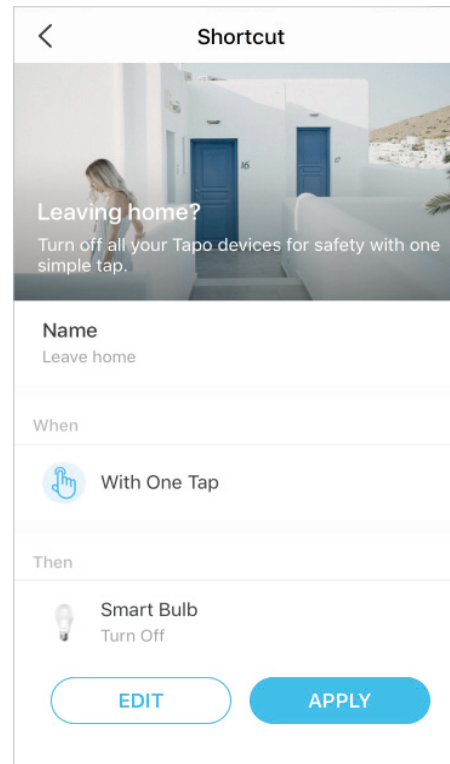 Shortcut
16
Leaving home?
Turn off all your Tapo devices for safety with one
simple tap.
Name
Leave home
When
With One Tap
Then
Smart Bulb
Turn Off
EDIT
APPLY